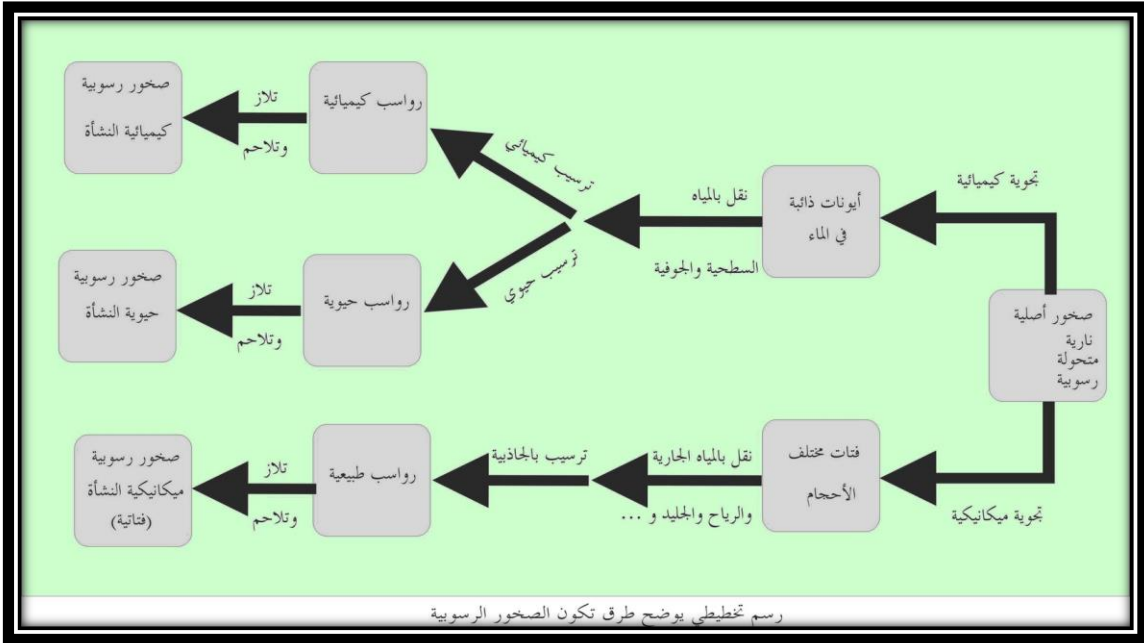 صخور أصلية
نارية
متحولة
رسوبية
تجوية كيميائية
أيونات ذائبة
في الماء
نقل بالمياه
السطحية والجوفية
ترسيب كيميائي
رواسب كيميائية
تلاز
وتلاحم
صخور رسوبية
كيميائية النشأة
ترسيب حيوي
رواسب حيوية
تلاز
وتلاحم
صخور رسوبية
حيوية النشأة
تجوية ميكانيكية
فتات مختلف
الأحجام
نقل بالمياه الجارية
والرياح والجليد و ...
ترسيب بالجاذبية
رواسب طبيعية
تلاز
وتلاحم
صخور رسوبية
ميكانيكية النشأة
(فتاتية)
رسم تخطيطي يوضح طرق تكون الصخور الرسوبية